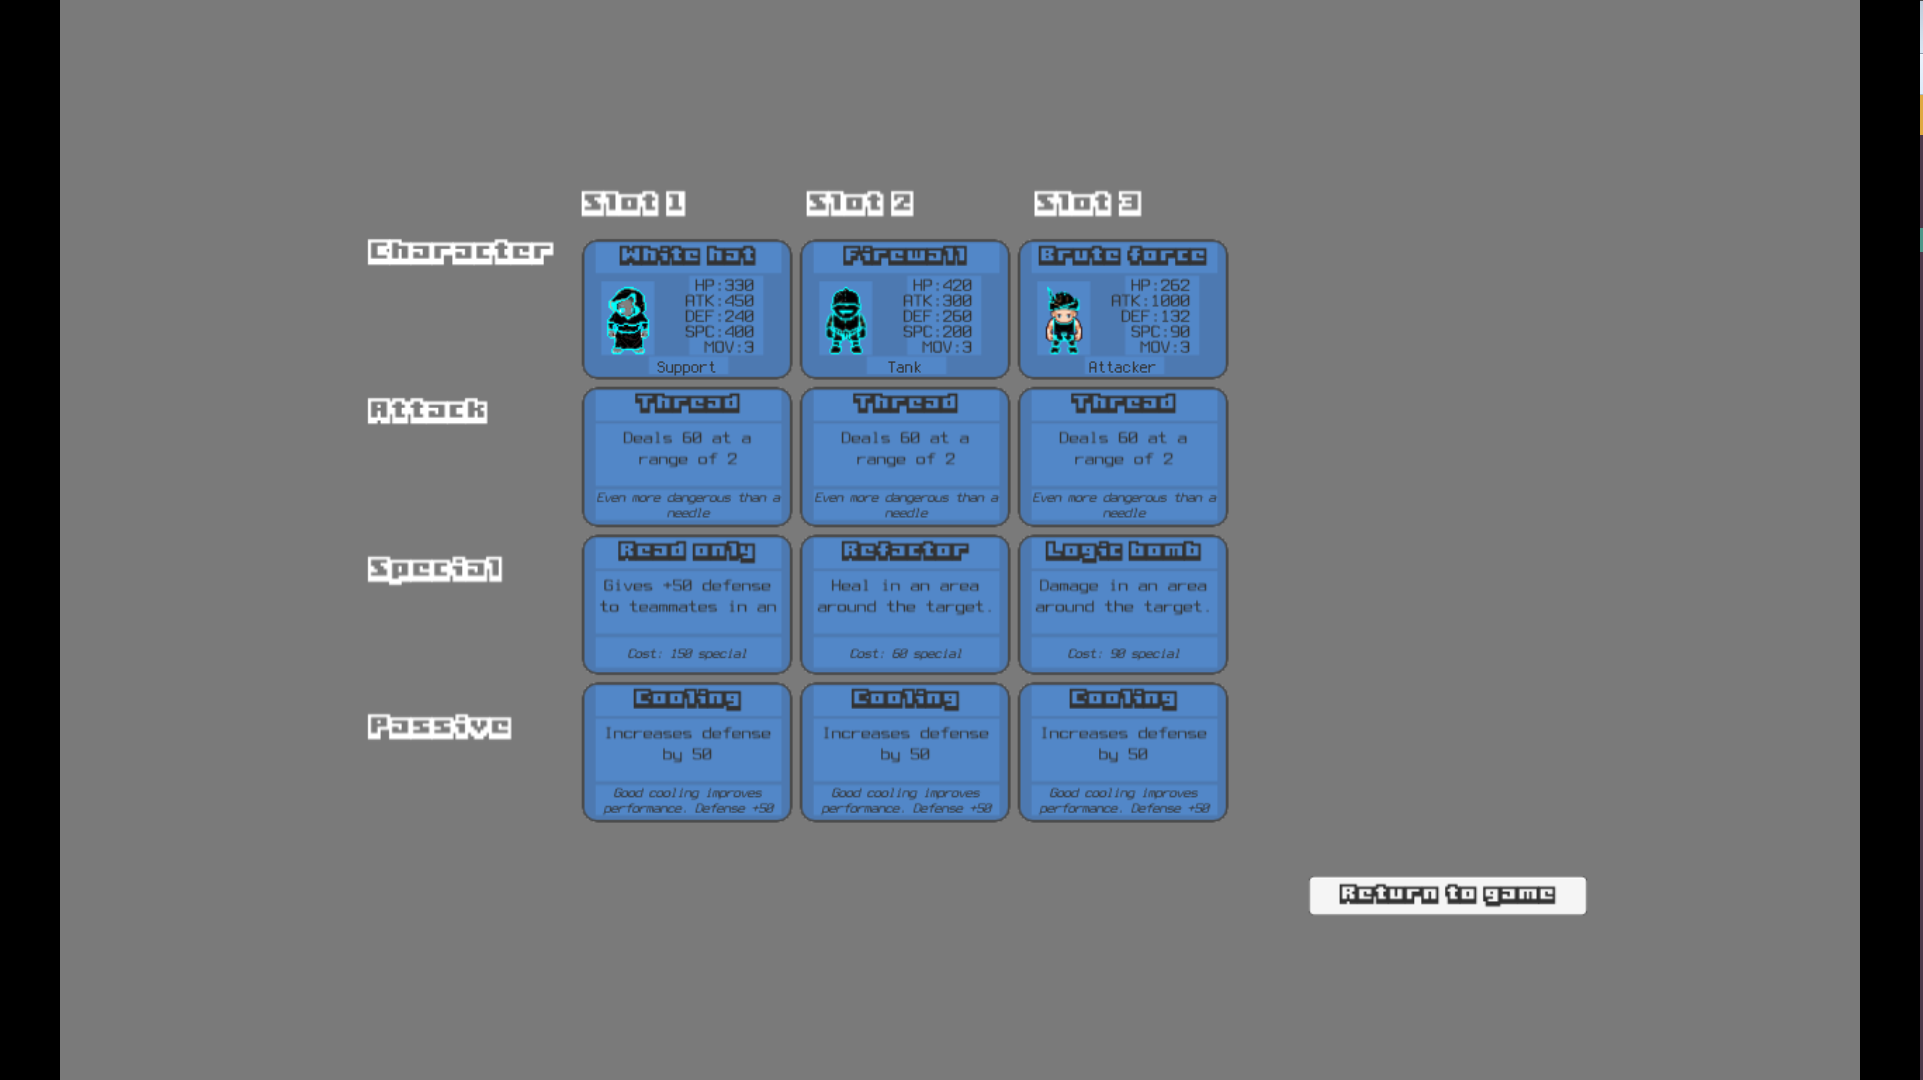 Slot 1
Slot 2
Slot 3
Character
White hat
HP:330
ATK:450
DEF:240
SPC:400
MOV:3
Support
Firewall
HP:420
ATK:300
DEF:260
SPC:200
MOV:3
Tank
Brute force
HP:262
ATK:1000
DEF:132
SPC:90
MOV:3
Attacker
Attack
Thread
Deals 60 at a
range of 2
Even more dangerous than a
needle
Thread
Deals 60 at a
range of 2
Even more dangerous than a
needle
Thread
Deals 60 at a
range of 2
Even more dangerous than a
needle
Special
Read only
Gives +50 defense
to teammates in an
Cost: 150 special
Refactor
Heal in an area
around the target.
Cost: 60 special
Logic bomb
Damage in an area
around the target.
Cost: 90 special
Passive
Cooling
Increases defense
by 50
Good cooling improves
performance. Defense +50
Cooling
Increases defense
by 50
Good cooling improves
performance. Defense +50
Cooling
Increases defense
by 50
Good cooling improves
performance. Defense +50
Return to game